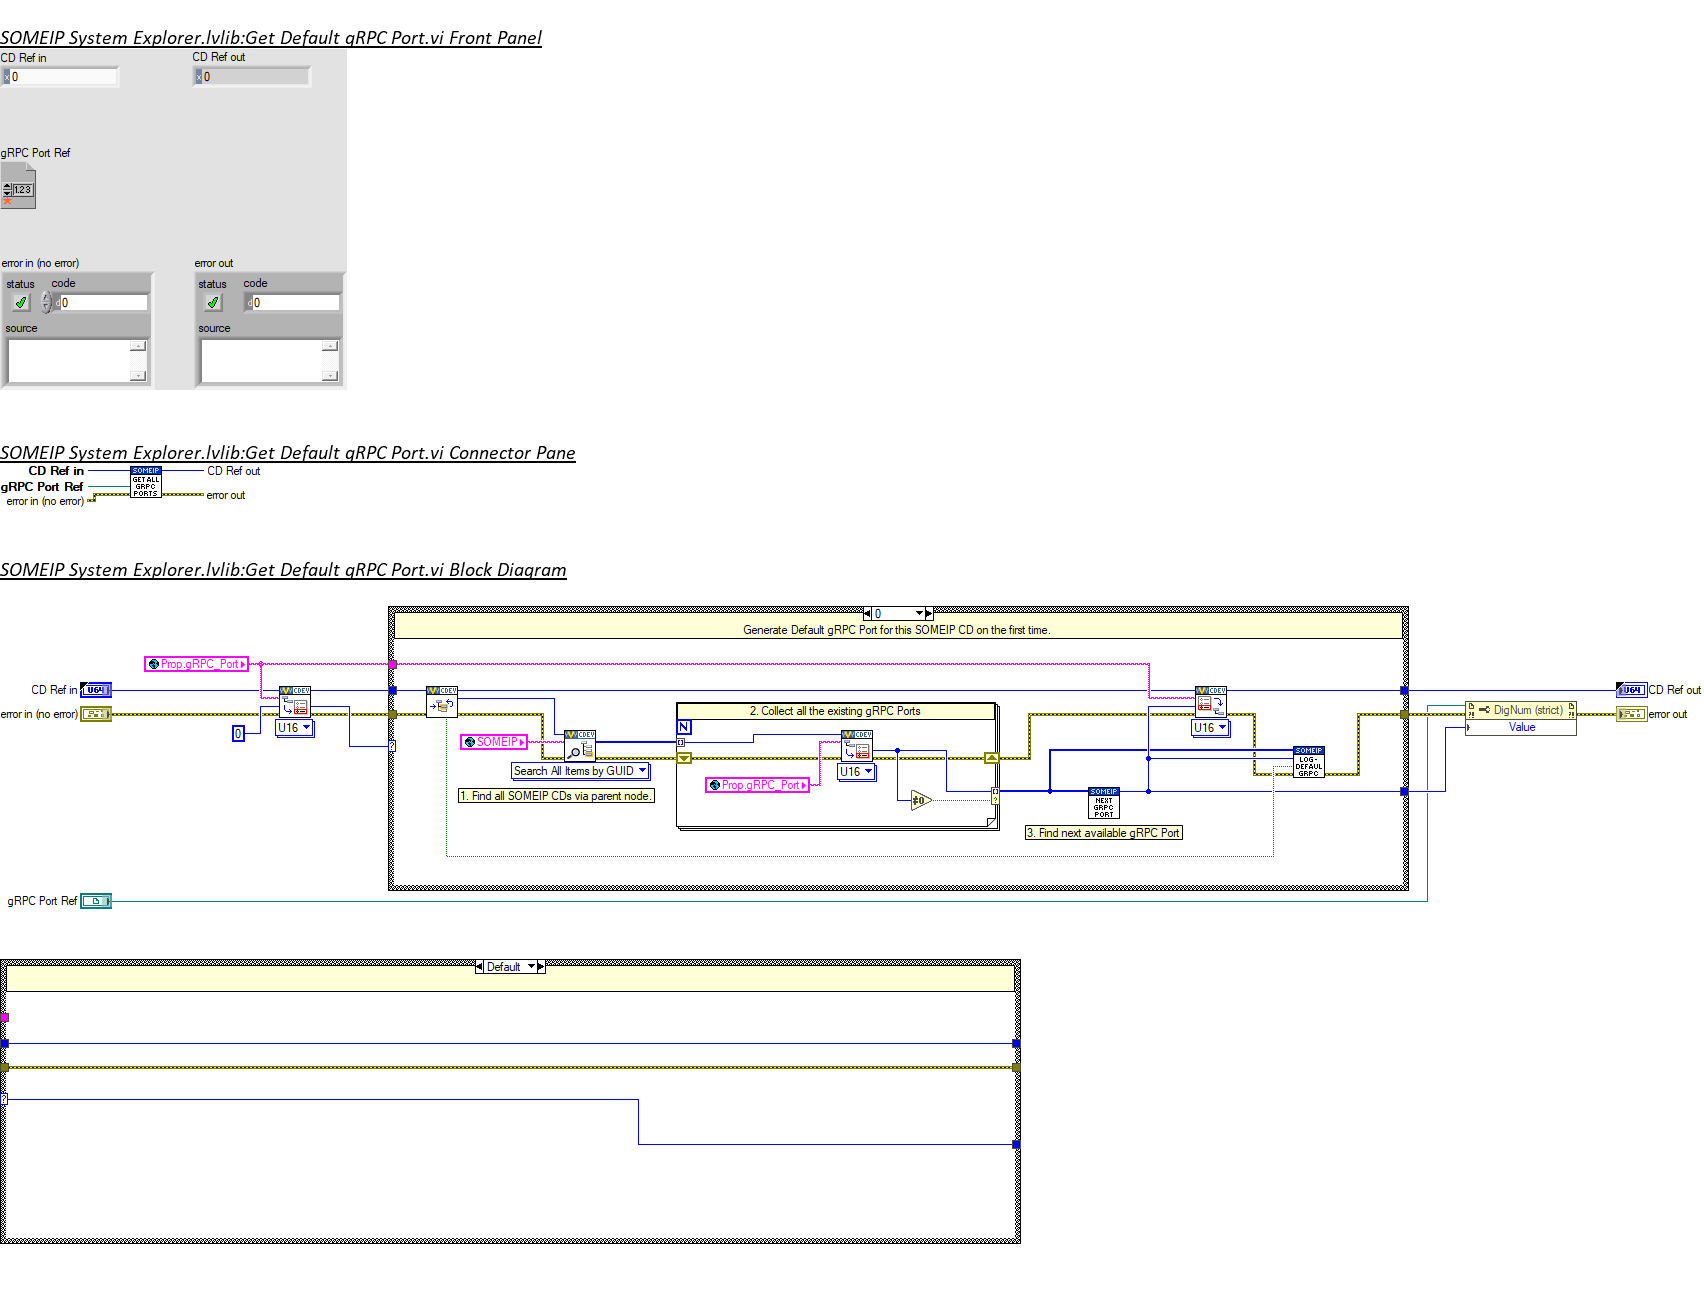 SOMEIP System Explorer.lvlib:Get Default gRPC Port.vi Front Panel
CD Ref in
CD Ref out
x 0
x 0
gRPC Port Ref
1.2 3
error in (no error)
error out
status code
status code
d 0
d 0
source
source
SOMEIP System Explorer.lvlib:Get Default gRPC Port.vi Connector Pane
CD Ref in
SOMEIP
GET ALL
GRPC
PORTS
CD Ref out
gRPC Port Ref
error in (no error)
error out
SOMEIP System Explorer.lvlib:Get Default gRPC Port.vi Block Diagram
0
Generate Default gRPC Port for this SOMEIP CD on the first time.
Prop.gRPC_Port
CD Ref in
U64
CDEV
CDEV
CDEV
U64
CD Ref out
error in (no error)
error out
U16
0
?
2. Collect all the existing gRPC Ports
N
SOMEIP
CDEV
CDEV
Search All Items by GUID
U16
Prop.gRPC_Port
≠0
?
1. Find all SOMEIP CDs via parent node.
SOMEIP
NEXT
GRPC
PORT
3. Find next available gRPC Port
U16
SOMEIP
LOG-
DEFAUL
GRPC
DigNum (strict)
?!
?!
Value
gRPC Port Ref
Default
?